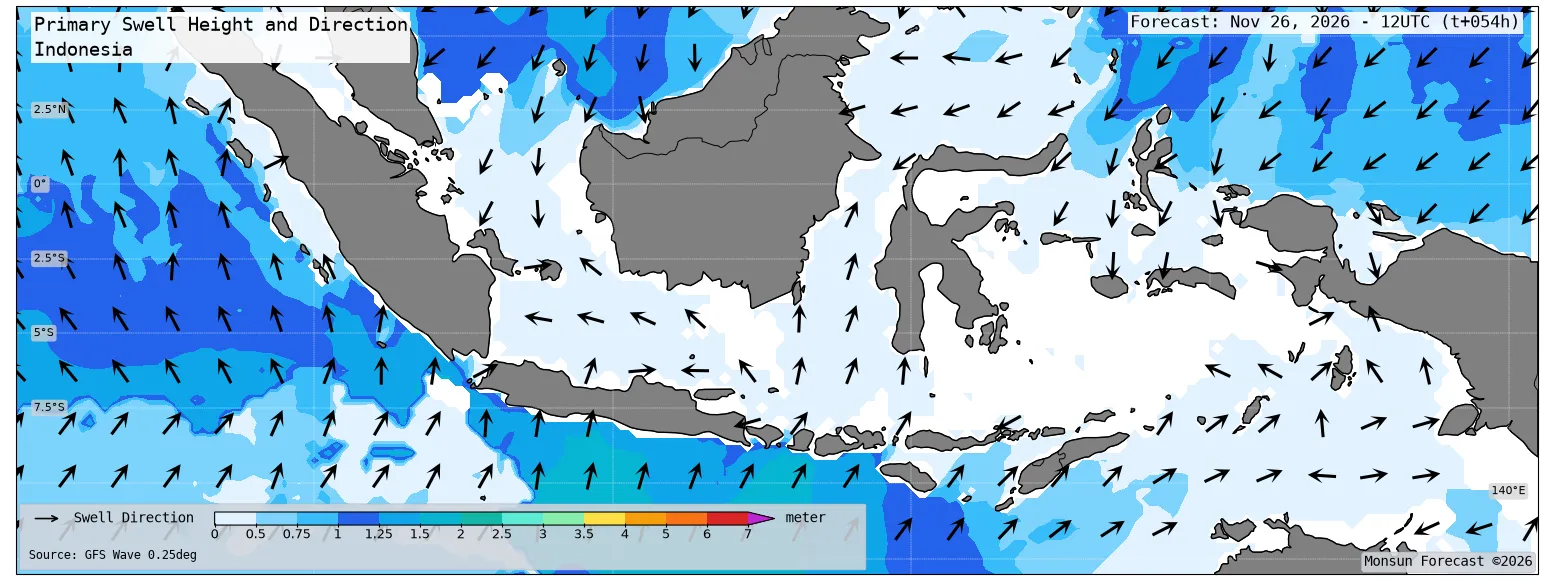 Primary Swell Height and Direction
Indonesia
Forecast: Nov 26, 2026 - 12UTC (t+054h)
2.5°N
0°
2.5°S
5°S
7.5°S
140°E
Swell Direction
0 0.5 0.75 1 1.25 1.5 2 2.5 3 3.5 4 5 6 7
meter
Source: GFS Wave 0.25deg
Monsun Forecast ©2026